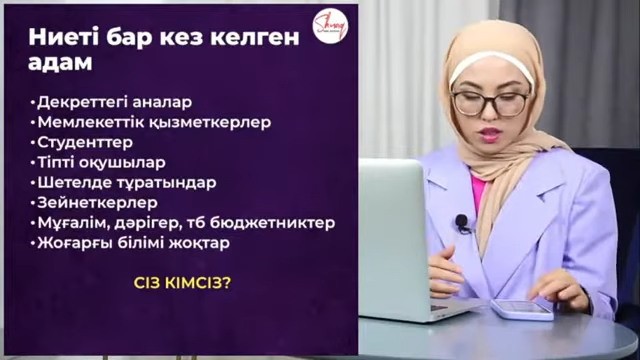 Ниеті бар кез келген
адам
•Декреттегі аналар
•Мемлекеттік қызметкерлер
•Студенттер
•Тіпті оқушылар
•Шетелде тұратындар
•Зейнеткерлер
•Мұғалім, дәрігер, тб бюджетниктер
•Жоғарғы білімі жоқтар
СІЗ КІМСІЗ?